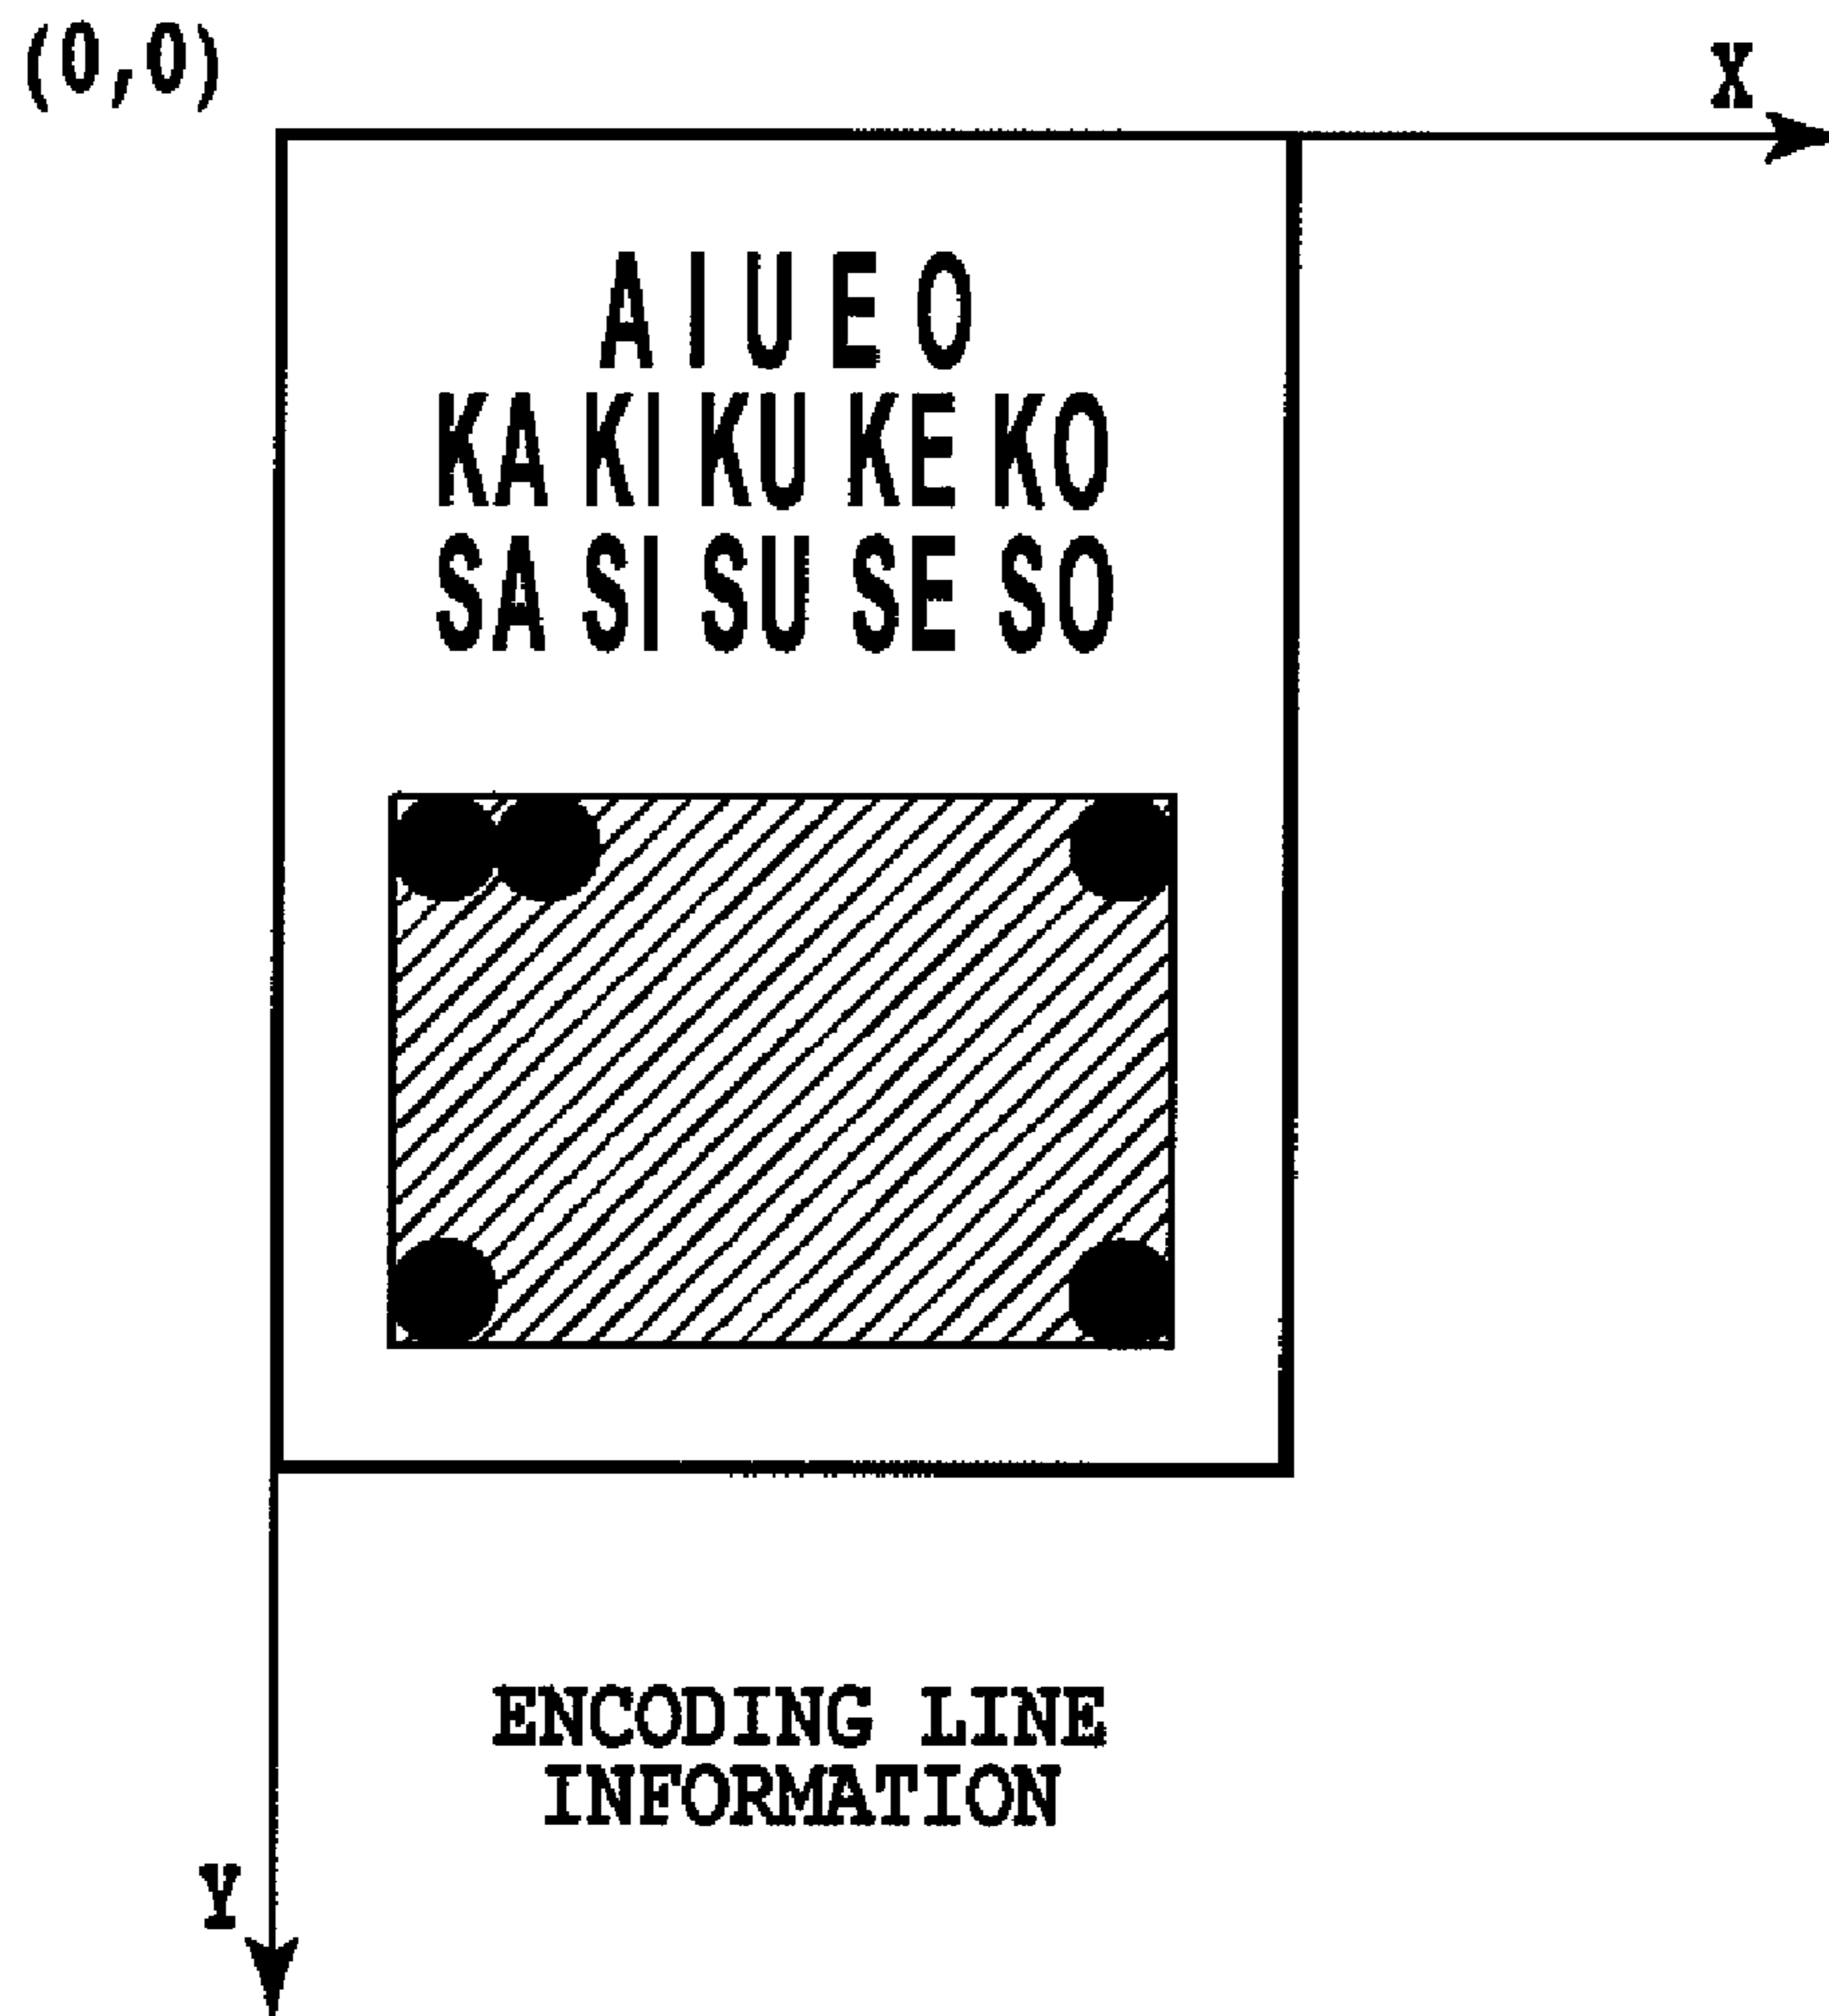 (0,0)
X
A I U E O
KA KI KU KE KO
SA SI SU SE SO
ENCODING LINE
INFORMATION
Y